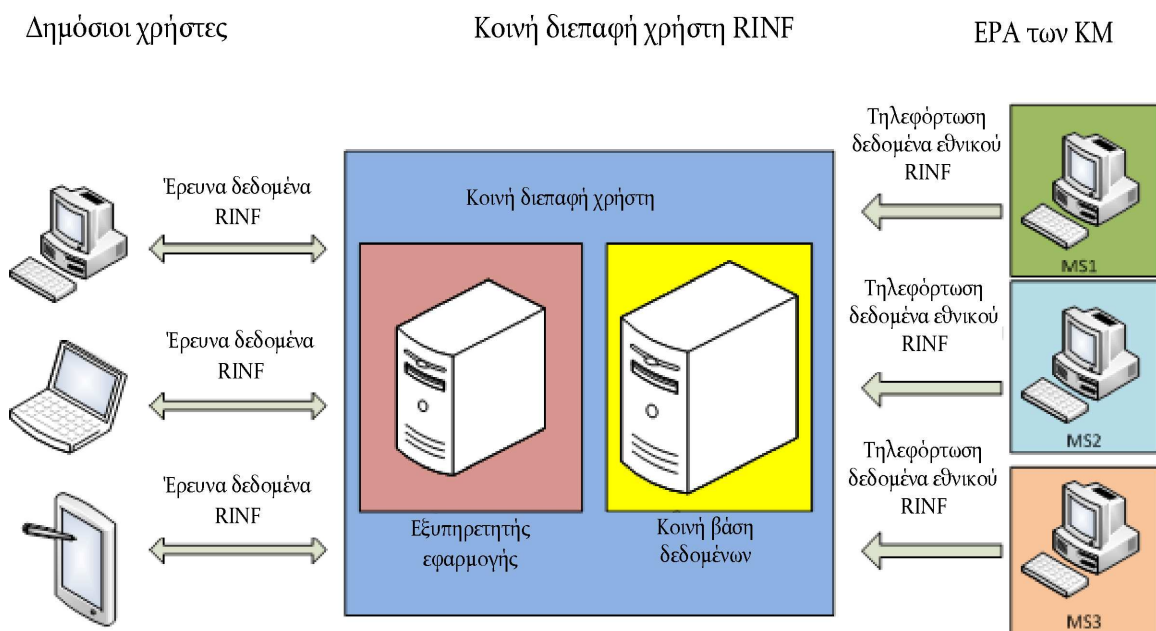 Δημόσιοι χρήστες
Κοινή διεπαφή χρήστη RINF
ΕΡΑ των ΚΜ
Έρευνα δεδομένα
RINF
Έρευνα δεδομένα
RINF
Έρευνα δεδομένα
RINF
Κοινή διεπαφή χρήστη
Εξυπηρετητής
εφαρμογής
Κοινή βάση
δεδομένων
Τηλεφόρτωση
δεδομένα εθνικού
RINF
MS1
Τηλεφόρτωση
δεδομένα εθνικού
RINF
MS2
Τηλεφόρτωση
δεδομένα εθνικού
RINF
MS3